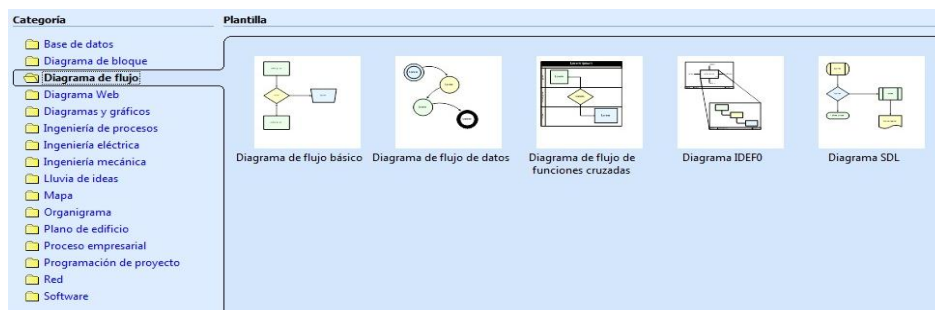 Categoría
Plantilla
Base de datos
Diagrama de bloque
Diagrama de flujo
Diagrama Web
Diagramas y gráficos
Ingeniería de procesos
Ingeniería eléctrica
Ingeniería mecánica
Lluvia de ideas
Mapa
Organigrama
Plano de edificio
Proceso empresarial
Programación de proyecto
Red
Software
Diagrama de flujo básico
Diagrama de flujo de datos
Diagrama de flujo de
funciones cruzadas
Diagrama IDEF0
Diagrama SDL